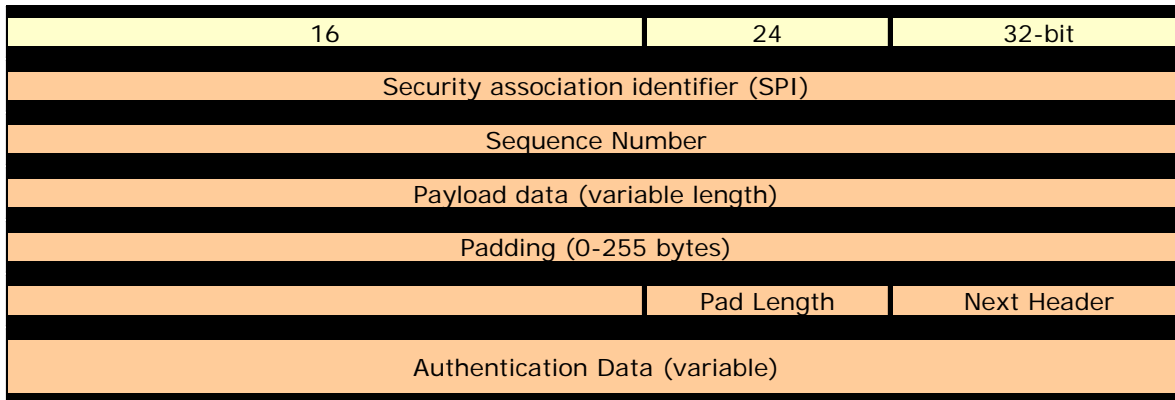 16 24 32-bit
Security association identifier (SPI)
Sequence Number
Payload data (variable length)
Padding (0-255 bytes)
Pad Length Next Header
Authentication Data (variable)